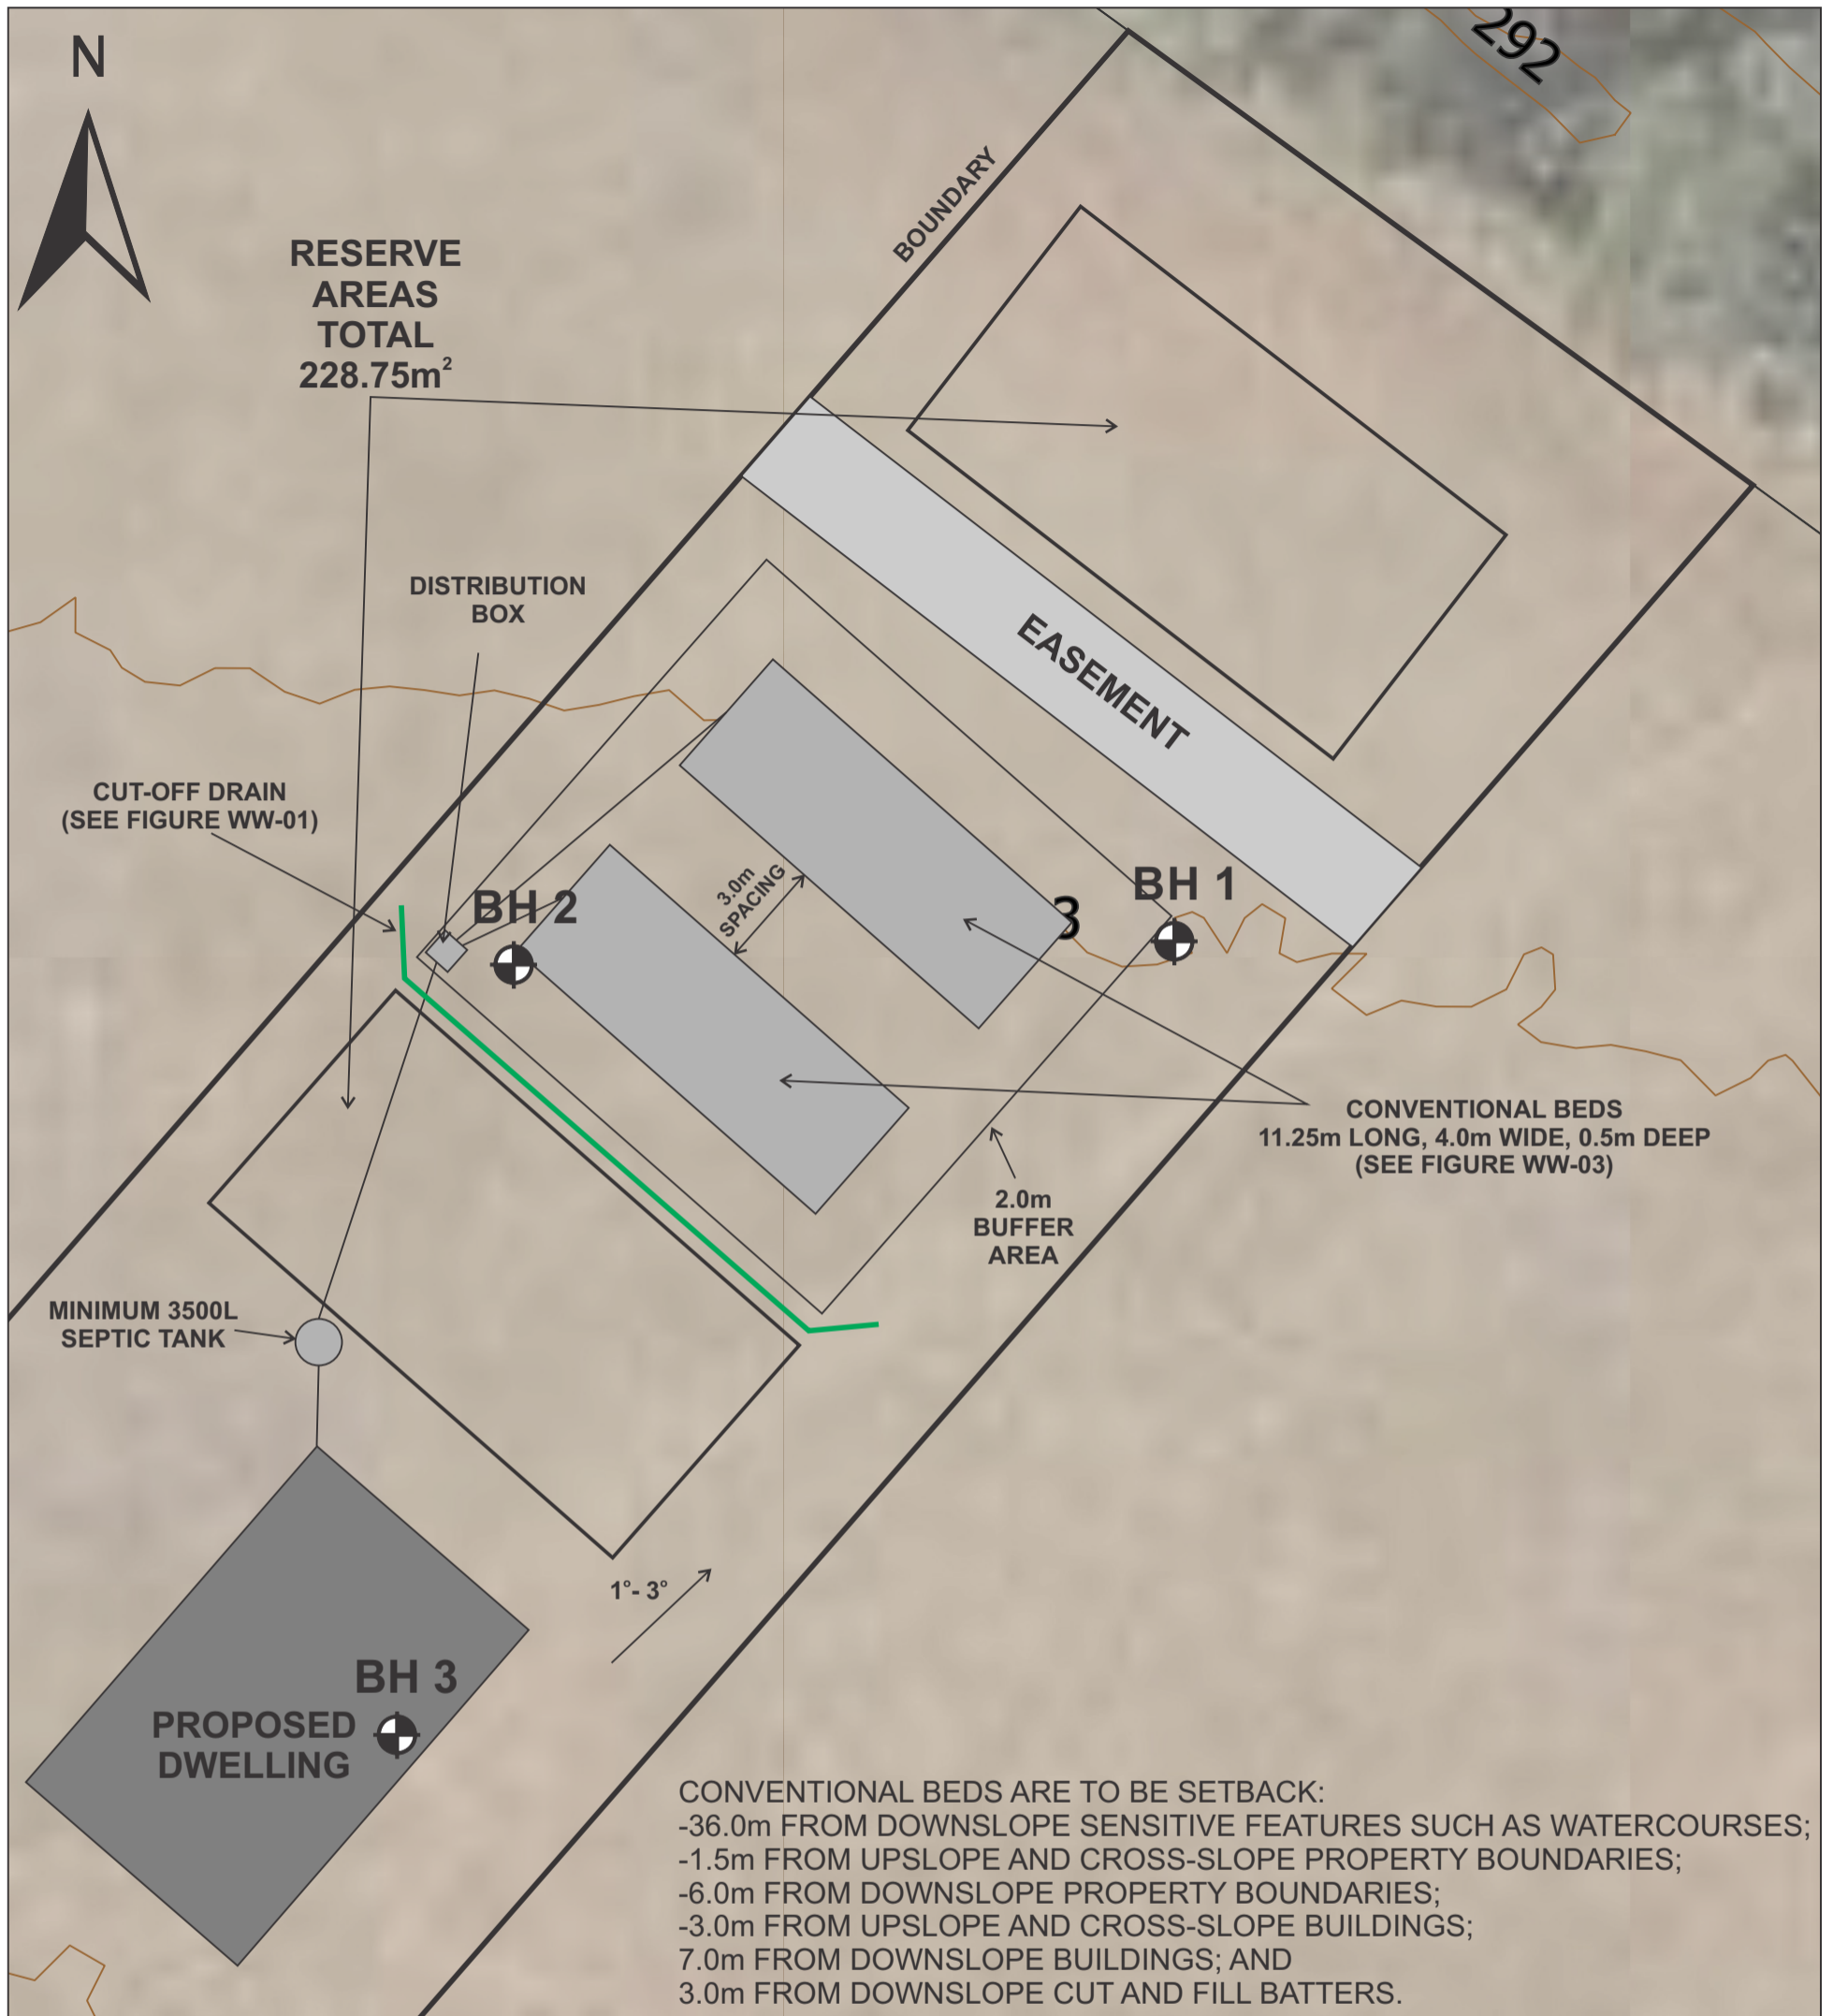 N
292
BOUNDARY
RESERVE
AREAS
TOTAL
228.75m²
DISTRIBUTION
BOX
EASEMENT
CUT-OFF DRAIN
(SEE FIGURE WW-01)
3.0m
SPACING
BH 2
BH 1
3
CONVENTIONAL BEDS
11.25m LONG, 4.0m WIDE, 0.5m DEEP
(SEE FIGURE WW-03)
2.0m
BUFFER
AREA
MINIMUM 3500L
SEPTIC TANK
1°- 3°
BH 3
PROPOSED
DWELLING
CONVENTIONAL BEDS ARE TO BE SETBACK:
-36.0m FROM DOWNSLOPE SENSITIVE FEATURES SUCH AS WATERCOURSES;
-1.5m FROM UPSLOPE AND CROSS-SLOPE PROPERTY BOUNDARIES;
-6.0m FROM DOWNSLOPE PROPERTY BOUNDARIES;
-3.0m FROM UPSLOPE AND CROSS-SLOPE BUILDINGS;
7.0m FROM DOWNSLOPE BUILDINGS; AND
3.0m FROM DOWNSLOPE CUT AND FILL BATTERS.